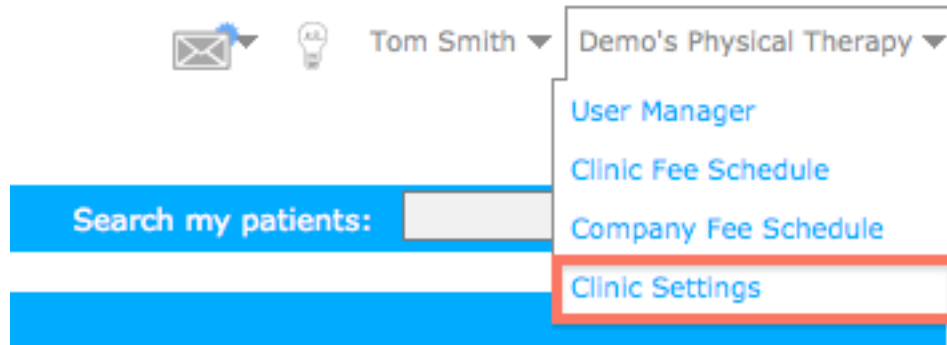 Tom Smith Demo's Physical Therapy
User Manager
Clinic Fee Schedule
Search my patients:
Company Fee Schedule
Clinic Settings